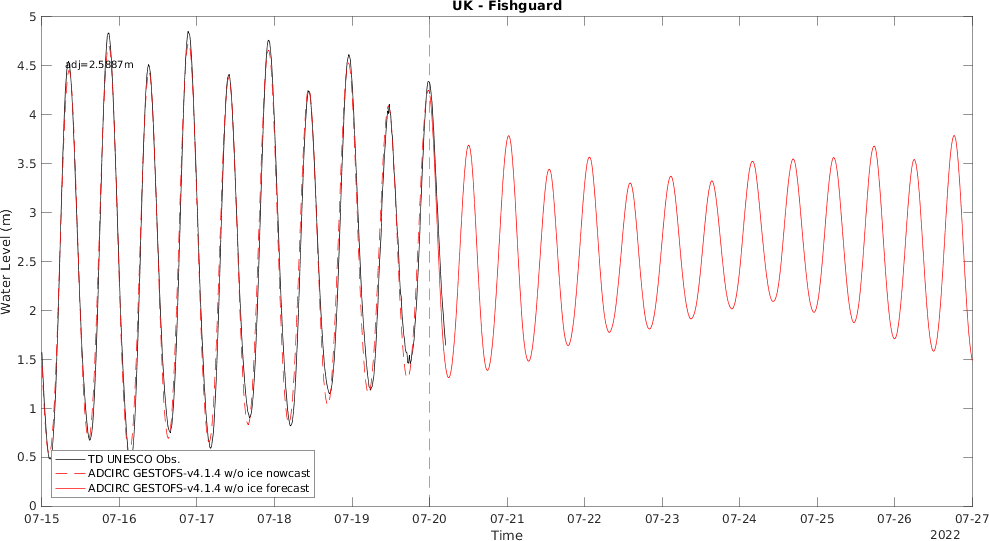 UK - Fishguard
adj=2.5887m
Water Level (m)
5
4.5
4
3.5
3
2.5
2
1.5
1
0.5
0
TD UNESCO Obs.
ADCIRC GESTOFS-v4.1.4 w/o ice nowcast
ADCIRC GESTOFS-v4.1.4 w/o ice forecast
07-15 07-16 07-17 07-18 07-19 07-20 07-21 07-22 07-23 07-24 07-25 07-26 07-27
Time
2022